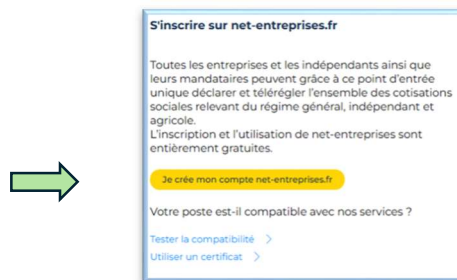 S'inscrire sur net-entreprises.fr
Toutes les entreprises et les indépendants ainsi que
leurs mandataires peuvent grâce à ce point d'entrée
unique déclarer et télérégler l'ensemble des cotisations
sociales relevant du régime général, indépendant et
agricole.
L'inscription et l'utilisation de net-entreprises sont
entièrement gratuites.
Je crée mon compte net-entreprises.fr
Votre poste est-il compatible avec nos services ?
Tester la compatibilité >
Utiliser un certificat >